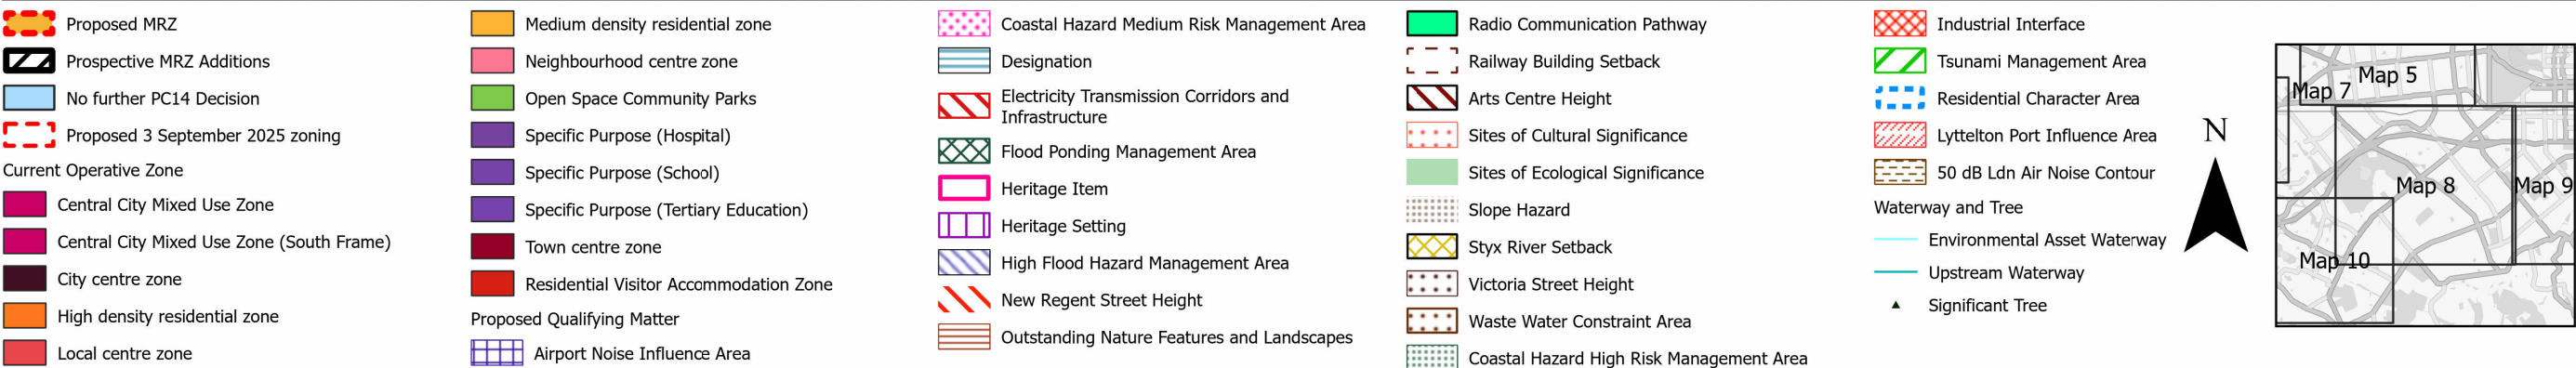 Proposed MRZ
Prospective MRZ Additions
No further PC14 Decision
Proposed 3 September 2025 zoning
Current Operative Zone
Central City Mixed Use Zone
Central City Mixed Use Zone (South Frame)
City centre zone
High density residential zone
Local centre zone
Medium density residential zone
Neighbourhood centre zone
Open Space Community Parks
Specific Purpose (Hospital)
Specific Purpose (School)
Specific Purpose (Tertiary Education)
Town centre zone
Residential Visitor Accommodation Zone
Proposed Qualifying Matter
Airport Noise Influence Area
Coastal Hazard Medium Risk Management Area
Designation
Electricity Transmission Corridors and
Infrastructure
Flood Ponding Management Area
Heritage Item
Heritage Setting
High Flood Hazard Management Area
New Regent Street Height
Outstanding Nature Features and Landscapes
Radio Communication Pathway
Railway Building Setback
Arts Centre Height
Sites of Cultural Significance
Sites of Ecological Significance
Slope Hazard
Styx River Setback
Victoria Street Height
Waste Water Constraint Area
Coastal Hazard High Risk Management Area
Industrial Interface
Tsunami Management Area
Residential Character Area
Lyttelton Port Influence Area
50 dB Ldn Air Noise Contour
Waterway and Tree
Environmental Asset Waterway
Upstream Waterway
Significant Tree
N
Map 5
Map 7
Map 8
Map 9
Map 10